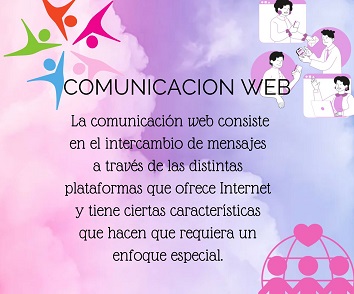 COMUNICACION WEB
La comunicación web consiste
en el intercambio de mensajes
a través de las distintas
plataformas que ofrece Internet
y tiene ciertas características
que hacen que requiera un
enfoque especial.